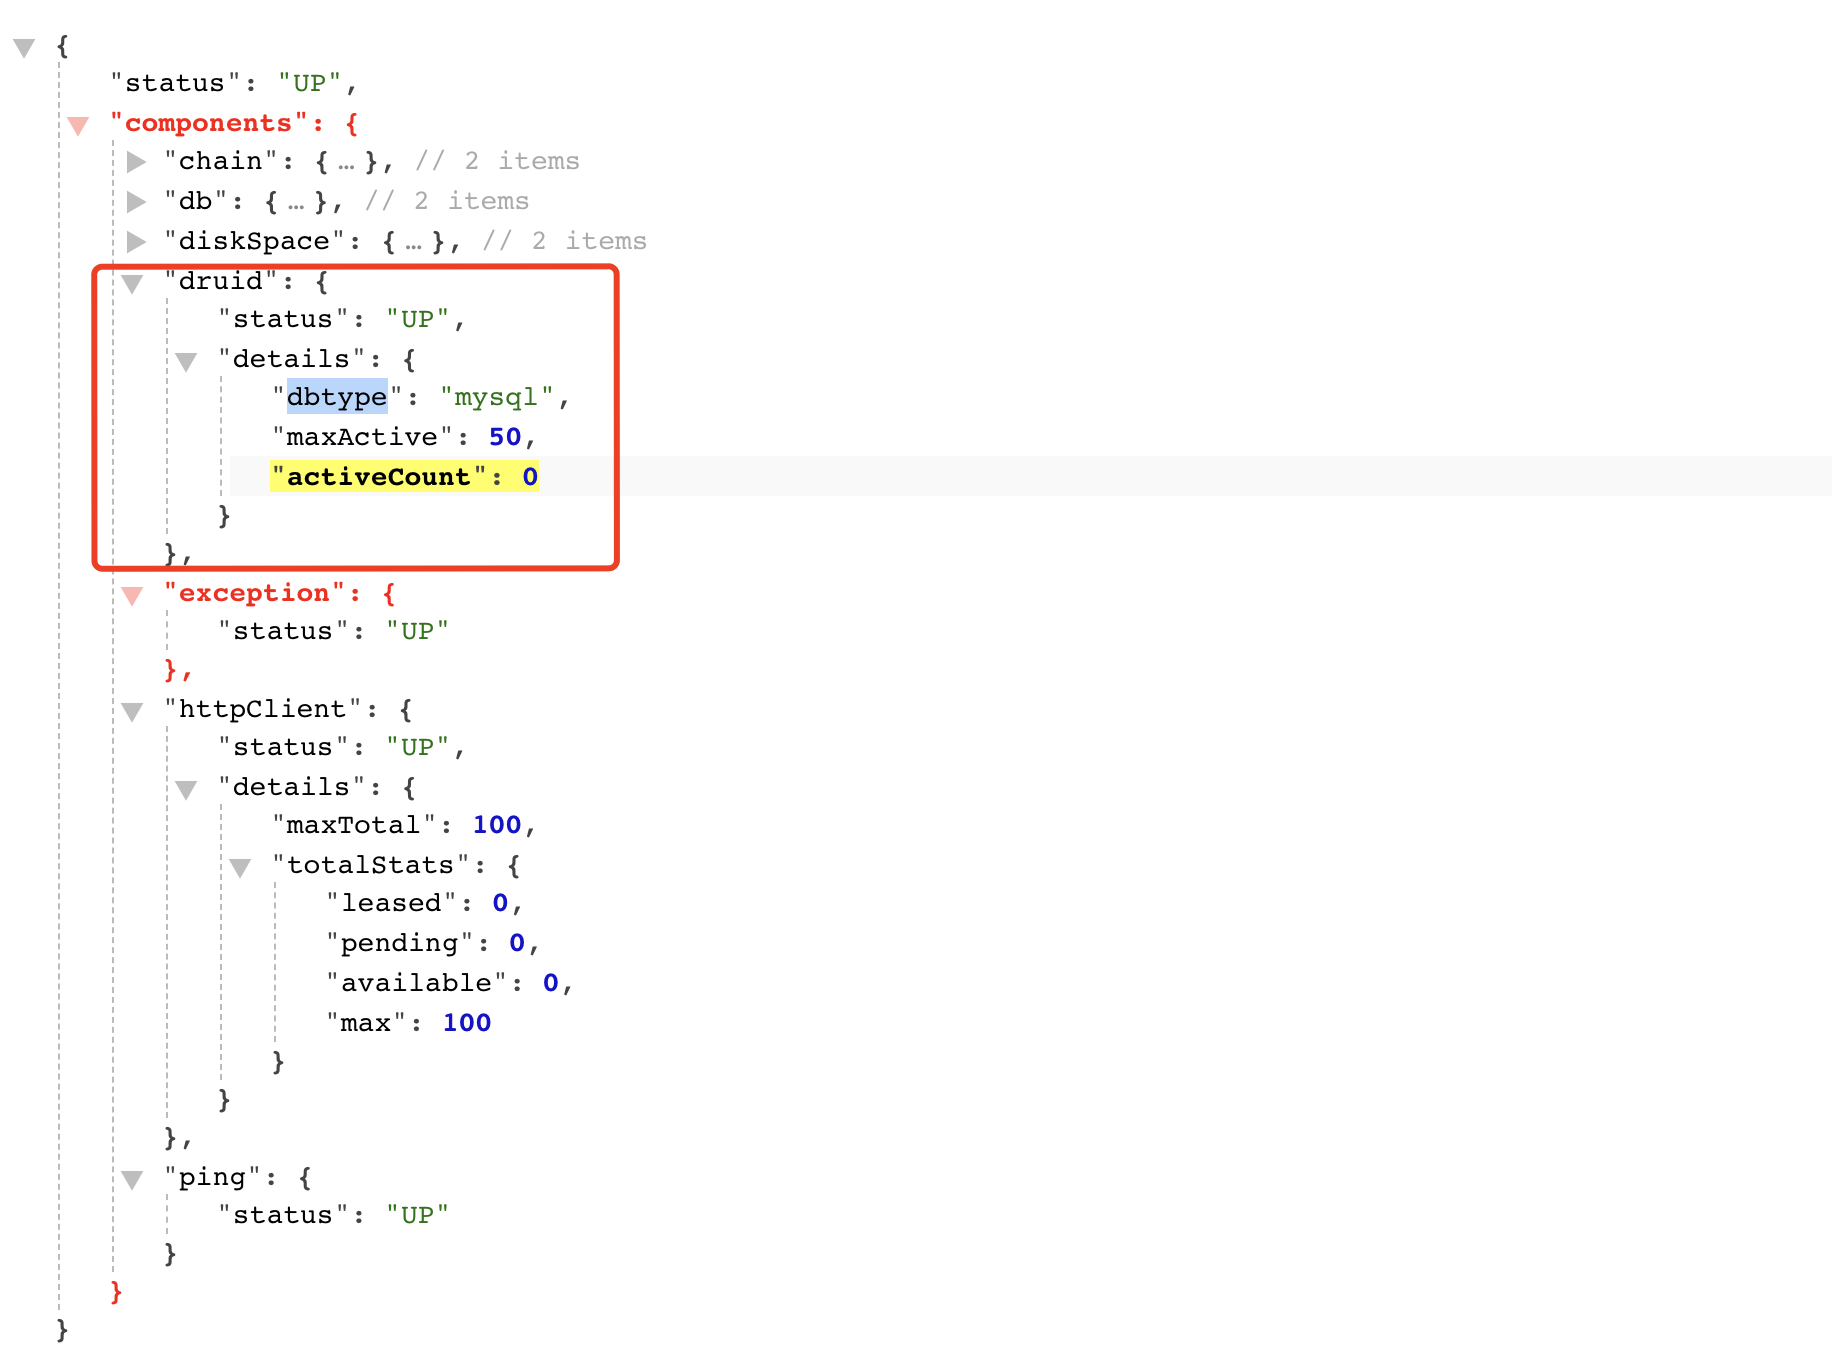 {
"status": "UP",
"components": {
"chain": { … }, // 2 items
"db": { … }, // 2 items
"diskSpace": { … }, // 2 items
"druid": {
"status": "UP",
"details": {
"dbtype": "mysql",
"maxActive": 50,
"activeCount": 0
}
},
"exception": {
"status": "UP"
},
"httpClient": {
"status": "UP",
"details": {
"maxTotal": 100,
"totalStats": {
"leased": 0,
"pending": 0,
"available": 0,
"max": 100
}
}
},
"ping": {
"status": "UP"
}
}
}